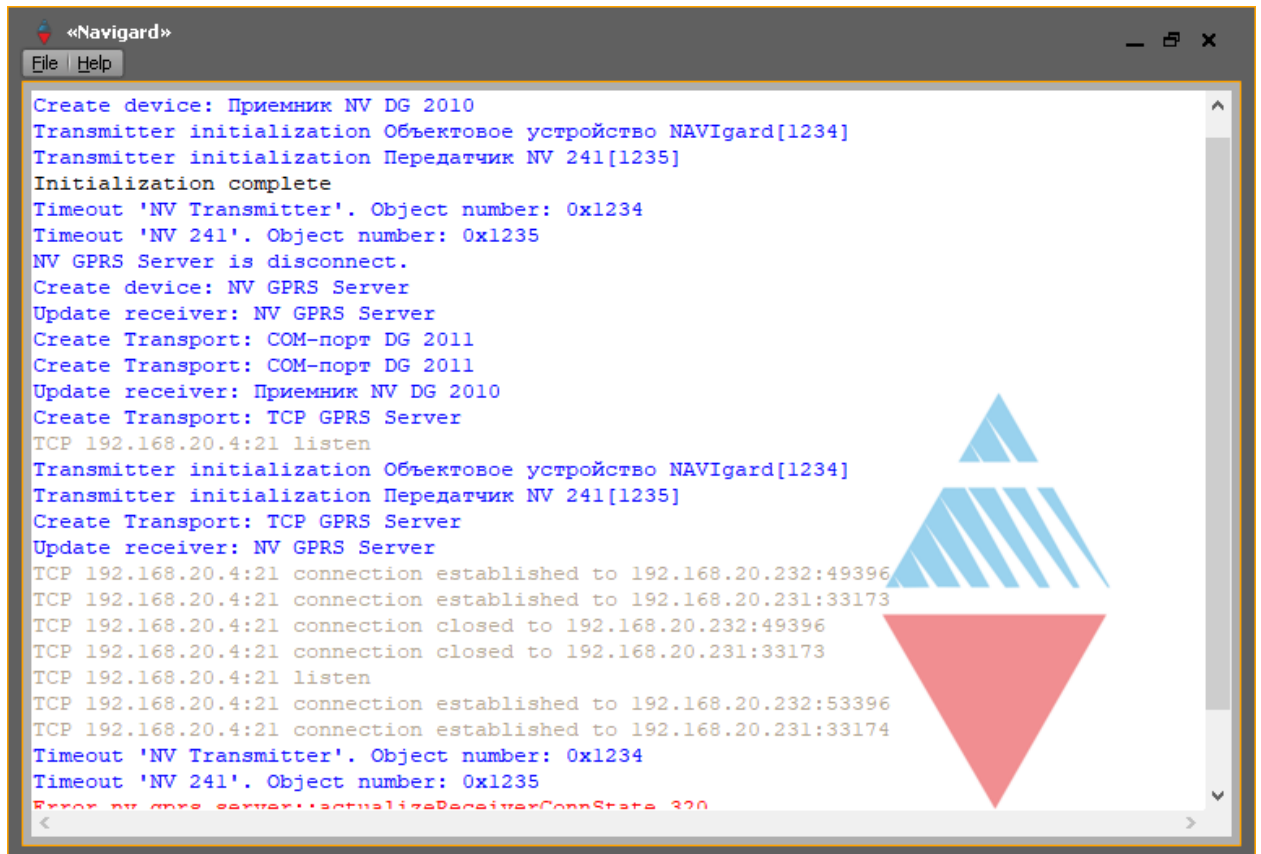 «Navigard»
File Help
Create device: Приемник NV DG 2010
Transmitter initialization Объектовое устройство NAVIgard[1234]
Transmitter initialization Передатчик NV 241[1235]
Initialization complete
Timeout 'NV Transmitter'. Object number: 0x1234
Timeout 'NV 241'. Object number: 0x1235
NV GPRS Server is disconnect.
Create device: NV GPRS Server
Update receiver: NV GPRS Server
Create Transport: COM-порт DG 2011
Create Transport: COM-порт DG 2011
Update receiver: Приемник NV DG 2010
Create Transport: TCP GPRS Server
TCP 192.168.20.4:21 listen
Transmitter initialization Объектовое устройство NAVIgard[1234]
Transmitter initialization Передатчик NV 241[1235]
Create Transport: TCP GPRS Server
Update receiver: NV GPRS Server
TCP 192.168.20.4:21 connection established to 192.168.20.232:49396
TCP 192.168.20.4:21 connection established to 192.168.20.231:33173
TCP 192.168.20.4:21 connection closed to 192.168.20.232:49396
TCP 192.168.20.4:21 connection closed to 192.168.20.231:33173
TCP 192.168.20.4:21 listen
TCP 192.168.20.4:21 connection established to 192.168.20.232:53396
TCP 192.168.20.4:21 connection established to 192.168.20.231:33174
Timeout 'NV Transmitter'. Object number: 0x1234
Timeout 'NV 241'. Object number: 0x1235
Error nv_gprs_server::actualizeReceiverConnState 320